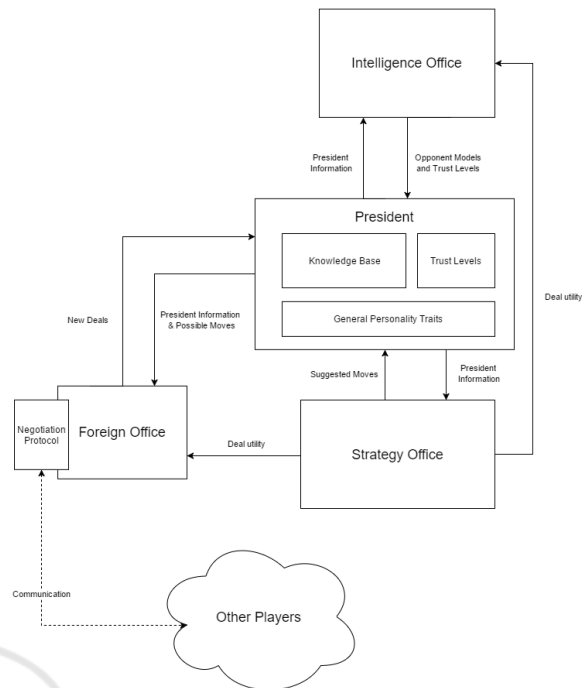 Intelligence Office
President
Information
Opponent Models
and Trust Levels
President
Knowledge Base
Trust Levels
General Personality Traits
Deal utility
New Deals
President Information
& Possible Moves
Suggested Moves
President
Information
Negotiation
Protocol
Foreign Office
Deal utility
Strategy Office
Communication
Other Players